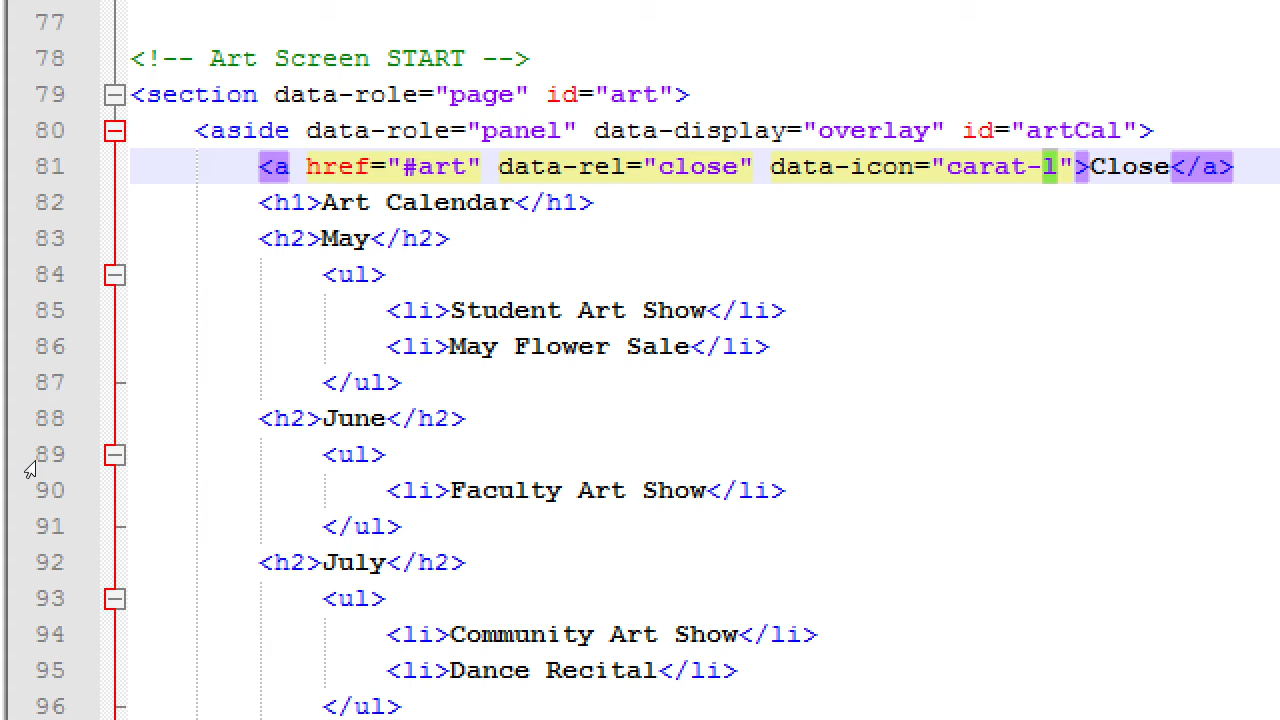 77
78 <!-- Art Screen START -->
79 <section data-role="page" id="art">
80 <aside data-role="panel" data-display="overlay" id="artCal">
81 <a href="#art" data-rel="close" data-icon="carat-l">Close</a>
82 <h1>Art Calendar</h1>
83 <h2>May</h2>
84 <ul>
85 <li>Student Art Show</li>
86 <li>May Flower Sale</li>
87 </ul>
88 <h2>June</h2>
89 <ul>
90 <li>Faculty Art Show</li>
91 </ul>
92 <h2>July</h2>
93 <ul>
94 <li>Community Art Show</li>
95 <li>Dance Recital</li>
96 </ul>